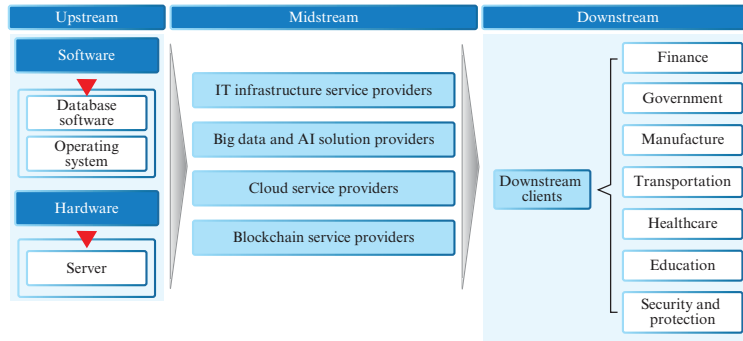 Upstream
Midstream
Downstream
Software
Database
software
Operating
system
Hardware
Server
IT infrastructure service providers
Big data and AI solution providers
Cloud service providers
Blockchain service providers
Downstream
clients
Finance
Government
Manufacture
Transportation
Healthcare
Education
Security and
protection